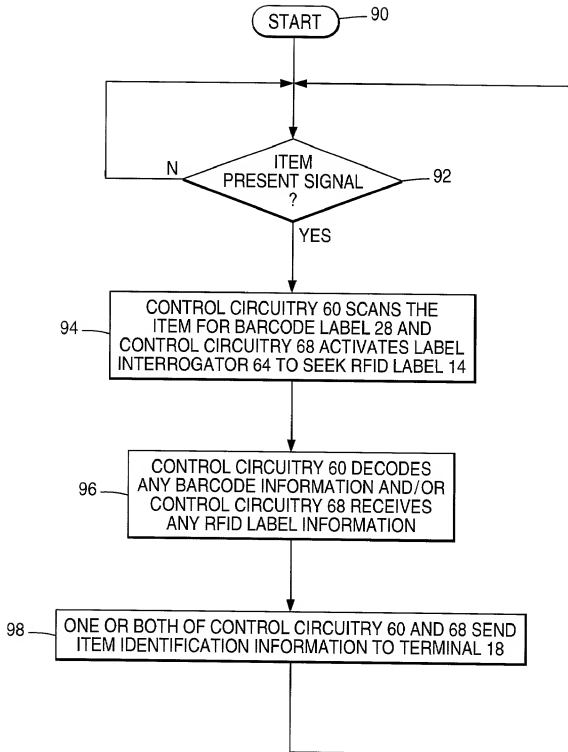 START
90
N
ITEM
PRESENT SIGNAL
?
92
YES
94
CONTROL CIRCUITRY 60 SCANS THE
ITEM FOR BARCODE LABEL 28 AND
CONTROL CIRCUITRY 68 ACTIVATES LABEL
INTERROGATOR 64 TO SEEK RFID LABEL 14
96
CONTROL CIRCUITRY 60 DECODES
ANY BARCODE INFORMATION AND/OR
CONTROL CIRCUITRY 68 RECEIVES
ANY RFID LABEL INFORMATION
98
ONE OR BOTH OF CONTROL CIRCUITRY 60 AND 68 SEND
ITEM IDENTIFICATION INFORMATION TO TERMINAL 18